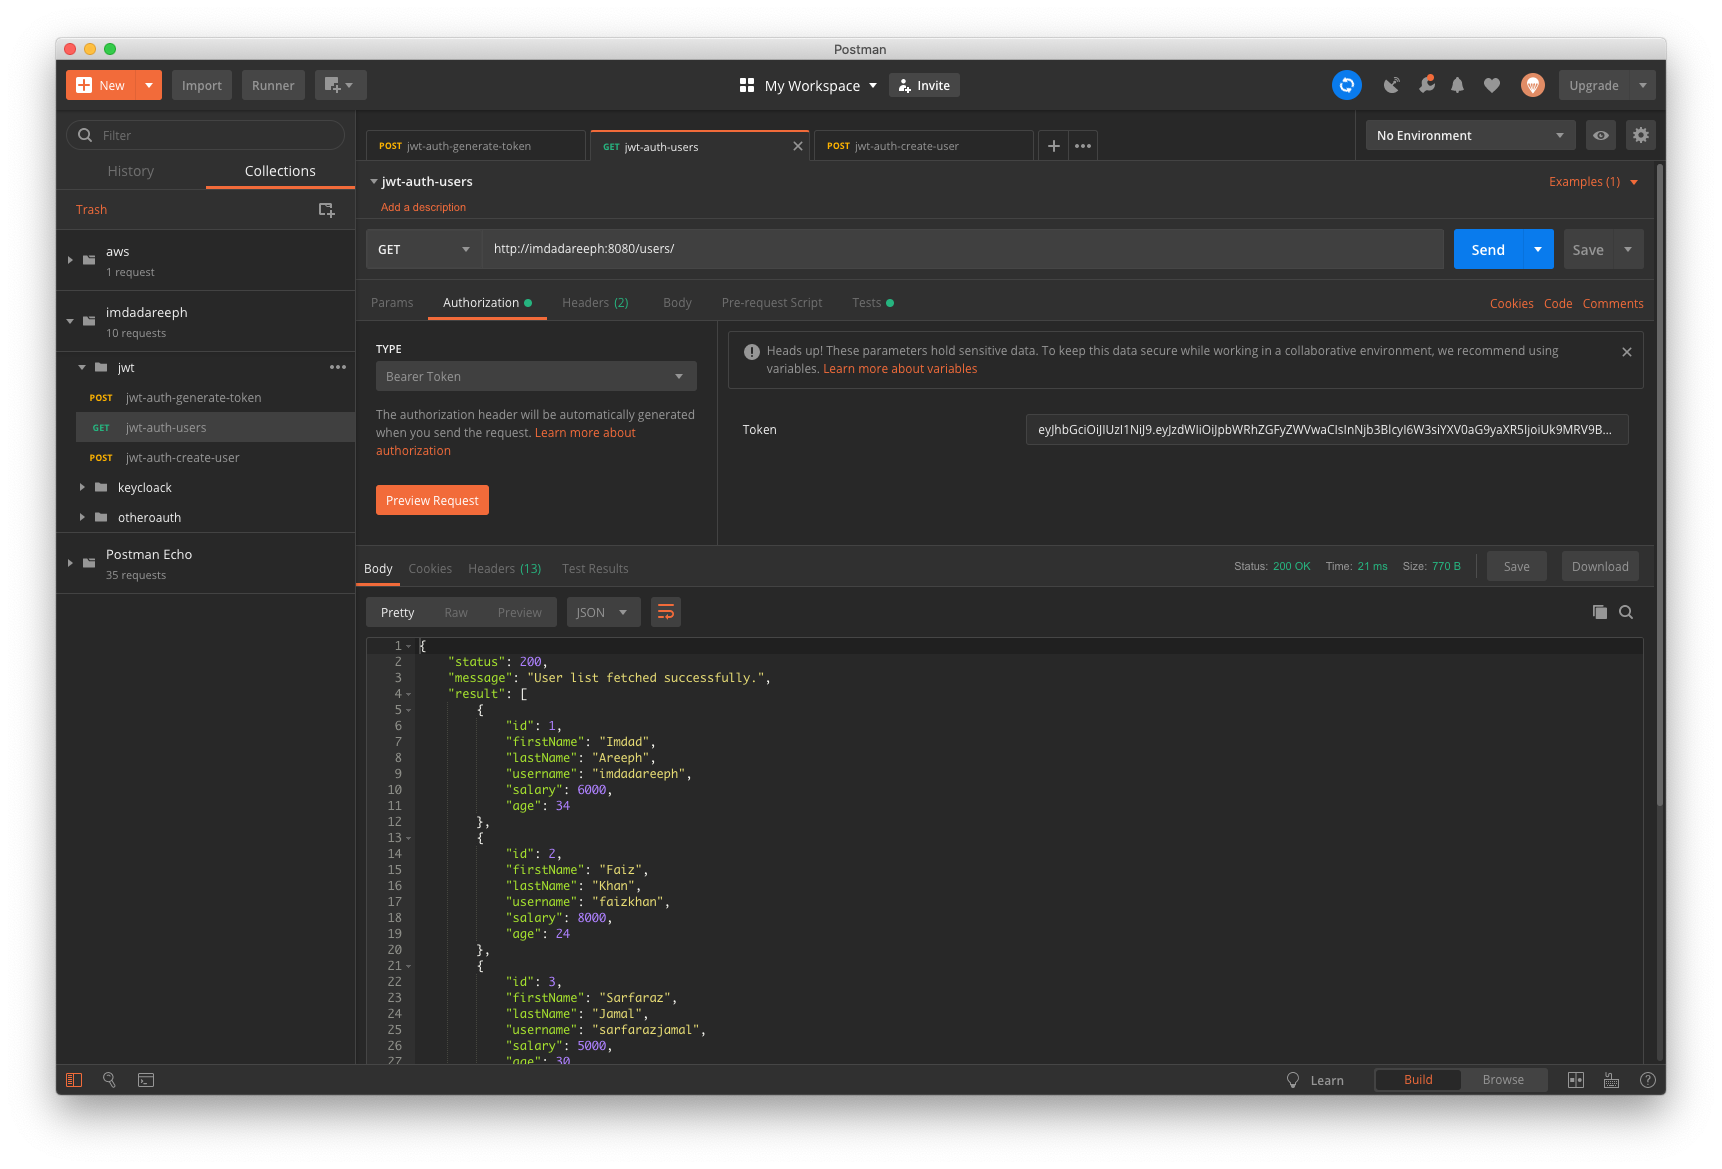 Postman
New
Import
Runner
My Workspace
Invite
Upgrade
Filter
History
Collections
Trash
aws
1 request
imdadareeph
10 requests
jwt
POST jwt-auth-generate-token
GET jwt-auth-users
POST jwt-auth-create-user
keycloack
otheroauth
Postman Echo
35 requests
POST jwt-auth-generate-token
GET jwt-auth-users
POST jwt-auth-create-user
No Environment
jwt-auth-users
Examples (1)
Add a description
GET
http://imdadareeph:8080/users/
Send
Save
Params
Authorization
Headers (2)
Body
Pre-request Script
Tests
Cookies
Code
Comments
TYPE
Bearer Token
The authorization header will be automatically generated
when you send the request. Learn more about
authorization
Preview Request
Heads up! These parameters hold sensitive data. To keep this data secure while working in a collaborative environment, we recommend using
variables. Learn more about variables
Token
Body
Cookies
Headers (13)
Test Results
Status: 200 OK
Time: 21 ms
Size: 770 B
Save
Download
Pretty
Raw
Preview
JSON
1 {
2 "status": 200,
3 "message": "User list fetched successfully.",
4 "result": [
5 {
6 "id": 1,
7 "firstName": "Imdad",
8 "lastName": "Areeph",
9 "username": "imdadareeph",
10 "salary": 6000,
11 "age": 34
12 },
13 {
14 "id": 2,
15 "firstName": "Faiz",
16 "lastName": "Khan",
17 "username": "faizkhan",
18 "salary": 8000,
19 "age": 24
20 },
21 {
22 "id": 3,
23 "firstName": "Sarfaraz",
24 "lastName": "Jamal",
25 "username": "sarfarazjamal",
26 "salary": 5000,
27 "age": 30
Learn
Build
Browse